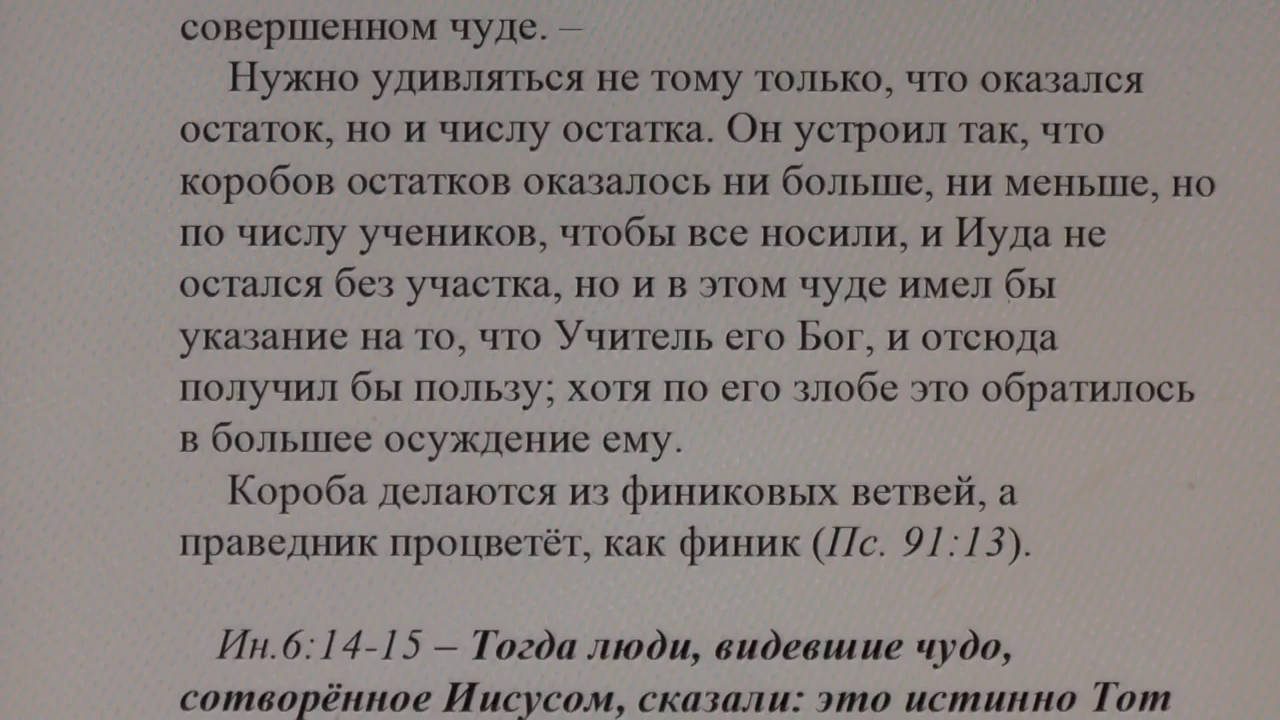 совершенном чуде. –
Нужно удивляться не тому только, что оказался
остаток, но и числу остатка. Он устроил так, что
коробов остатков оказалось ни больше, ни меньше, но
по числу учеников, чтобы все носили, и Иуда не
остался без участка, но и в этом чуде имел бы
указание на то, что Учитель его Бог, и отсюда
получил бы пользу; хотя по его злобе это обратилось
в большее осуждение ему.
Короба делаются из финиковых ветвей, а
праведник процветёт, как финик (Пс. 91:13).
Ин.6:14-15 – Тогда люди, видевшие чудо,
сотворённое Иисусом, сказали: это истинно Тот